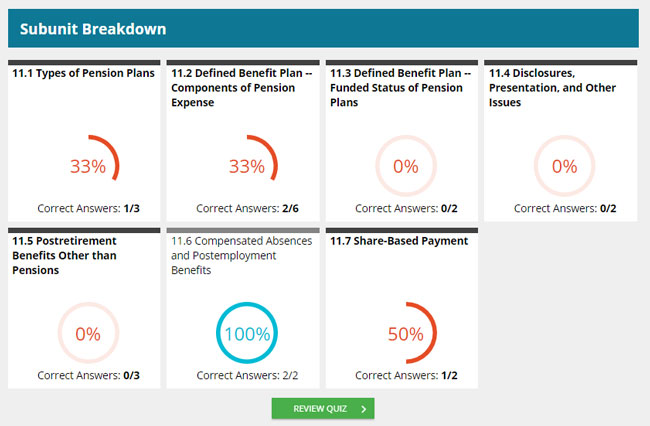 Subunit Breakdown
11.1 Types of Pension Plans
33%
Correct Answers: 1/3
11.2 Defined Benefit Plan --
Components of Pension
Expense
33%
Correct Answers: 2/6
11.3 Defined Benefit Plan --
Funded Status of Pension
Plans
0%
Correct Answers: 0/2
11.4 Disclosures,
Presentation, and Other
Issues
0%
Correct Answers: 0/2
11.5 Postretirement
Benefits Other than
Pensions
0%
Correct Answers: 0/3
11.6 Compensated Absences
and Postemployment
Benefits
100%
Correct Answers: 2/2
11.7 Share-Based Payment
50%
Correct Answers: 1/2
REVIEW QUIZ